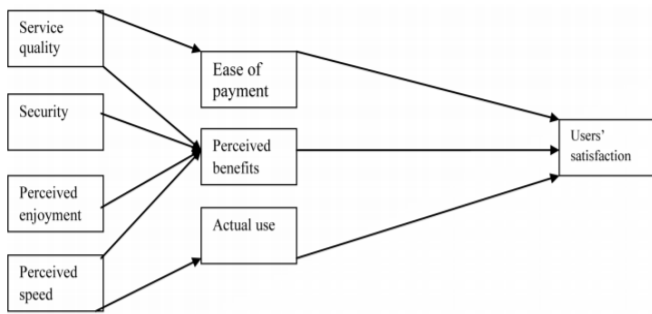 Service
quality
Security
Perceived
enjoyment
Perceived
speed
Ease of
payment
Perceived
benefits
Actual use
Users'
satisfaction